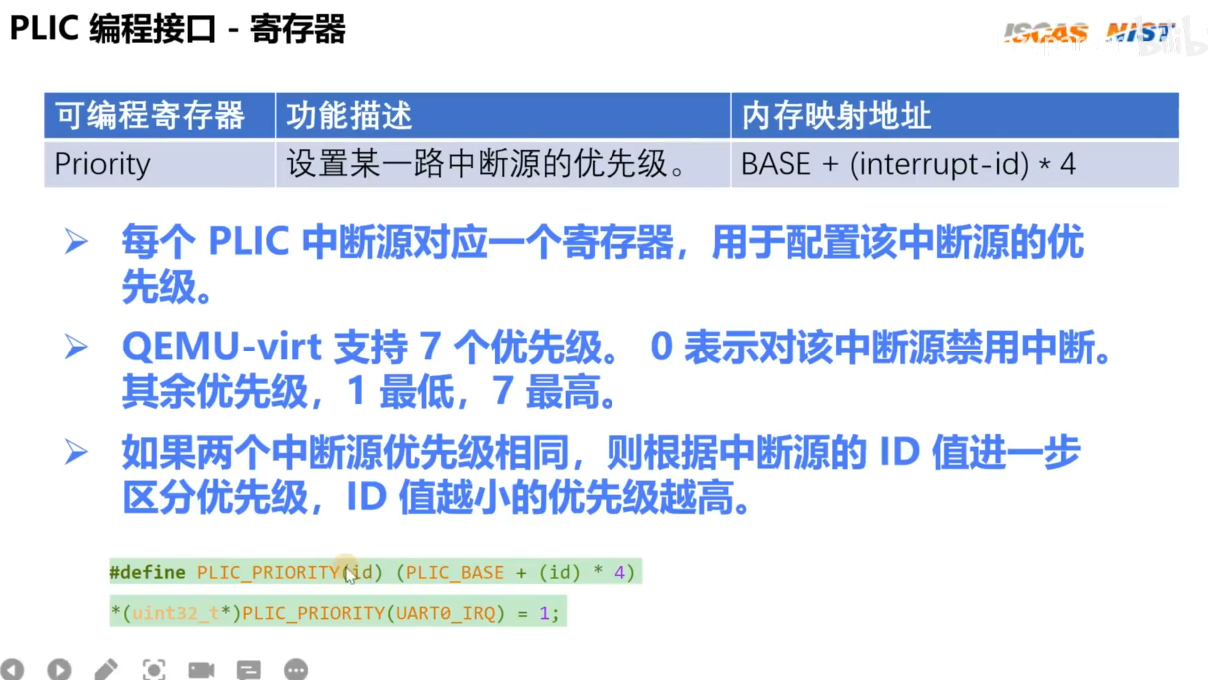 PLIC 编程接口 - 寄存器
ISCAS NIST
可编程寄存器 功能描述 内存映射地址
Priority 设置某一路中断源的优先级。 BASE + (interrupt-id) * 4
每个 PLIC 中断源对应一个寄存器，用于配置该中断源的优
先级。
QEMU-virt 支持 7 个优先级。 0 表示对该中断源禁用中断。
其余优先级，1 最低，7 最高。
如果两个中断源优先级相同，则根据中断源的 ID 值进一步
区分优先级，ID 值越小的优先级越高。
#define PLIC_PRIORITY(id) (PLIC_BASE + (id) * 4)
*(uint32_t*)PLIC_PRIORITY(UART0_IRQ) = 1;